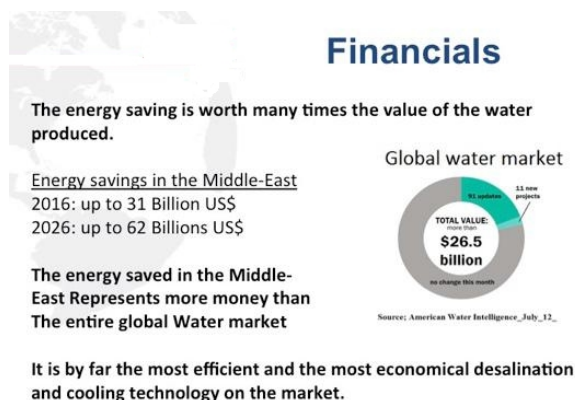 Financials
The energy saving is worth many times the value of the water
produced.
Energy savings in the Middle-East
2016: up to 31 Billion US$
2026: up to 62 Billions US$
The energy saved in the Middle-
East Represents more money than
The entire global Water market
Global water market
91 updates
11 new
projects
TOTAL VALUE:
more than
$26.5
billion
no change this month
Source; American Water Intelligence_July_12_
It is by far the most efficient and the most economical desalination
and cooling technology on the market.